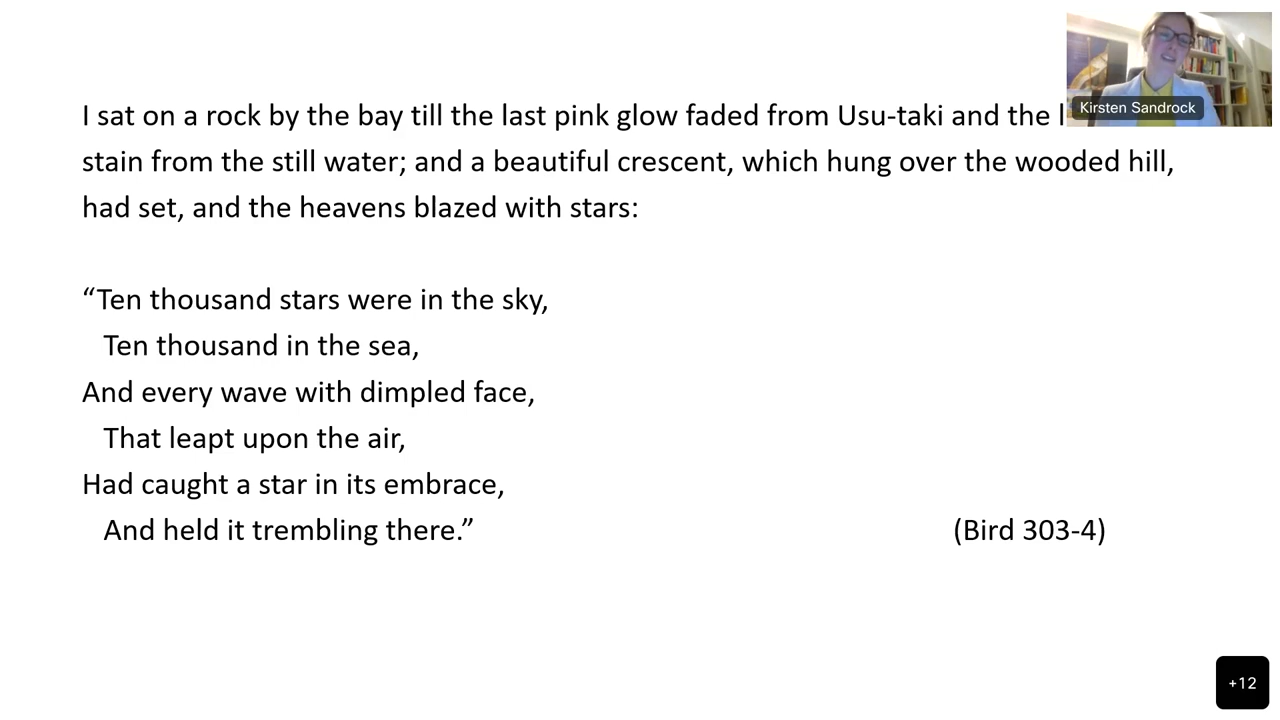 I sat on a rock by the bay till the last pink glow faded from Usu-taki and the
stain from the still water; and a beautiful crescent, which hung over the wooded hill,
had set, and the heavens blazed with stars:
“Ten thousand stars were in the sky,
Ten thousand in the sea,
And every wave with dimpled face,
That leapt upon the air,
Had caught a star in its embrace,
And held it trembling there.” (Bird 303-4)
Kirsten Sandrock
+12